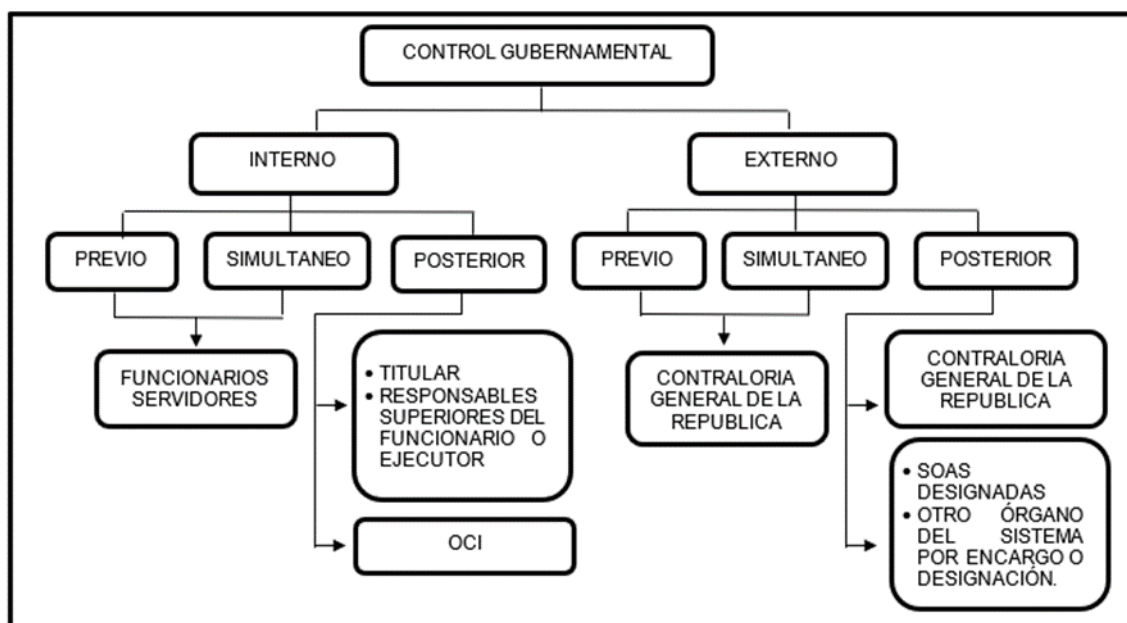 CONTROL GUBERNAMENTAL
INTERNO
EXTERNO
PREVIO
SIMULTANEO
POSTERIOR
PREVIO
SIMULTANEO
POSTERIOR
FUNCIONARIOS
SERVIDORES
• TITULAR
• RESPONSABLES
SUPERIORES DEL
FUNCIONARIO O
EJECUTOR
OCI
CONTRALORIA
GENERAL DE LA
REPUBLICA
CONTRALORIA
GENERAL DE LA
REPUBLICA
• SOAS
DESIGNADAS
• OTRO ÓRGANO
DEL SISTEMA
POR ENCARGO O
DESIGNACIÓN.